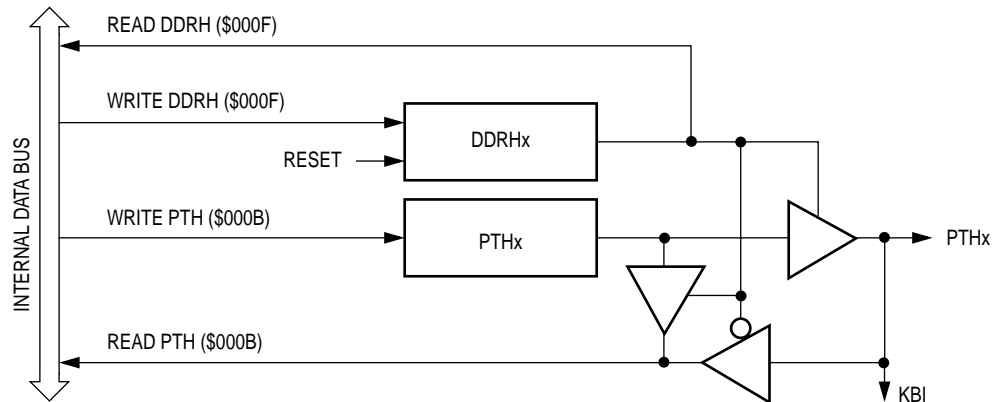 READ DDRH ($000F)
WRITE DDRH ($000F)
DDRHx
RESET
INTERNAL DATA BUS
WRITE PTH ($000B)
PTHx
PTHx
READ PTH ($000B)
KBI